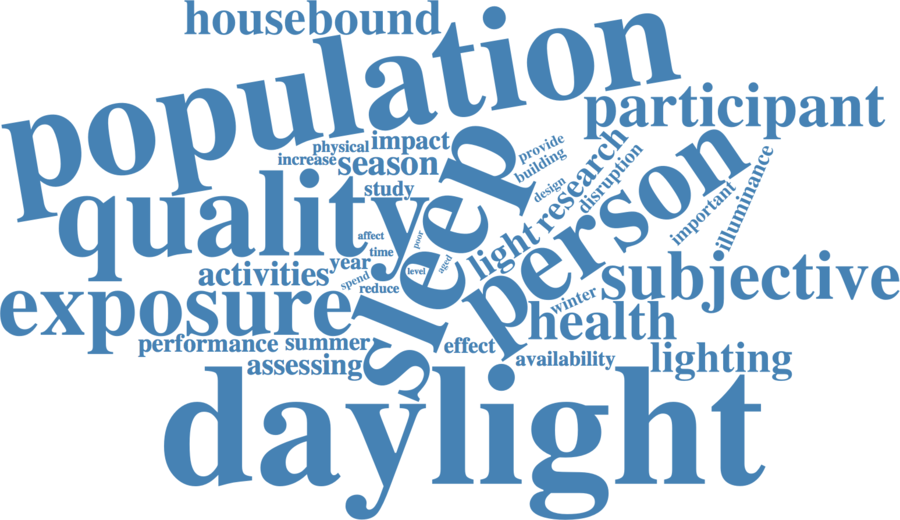 housebound
population
participant
physical
impact
increase
season
study
provide
building
design
research
disruption
important
illuminance
quality
sleep
person
affect
time
poor
year
level
aged
light
activities
spend
reduce
subjective
exposure
winter
health
performance
summer
effect
assessing
availability
lighting
daylight